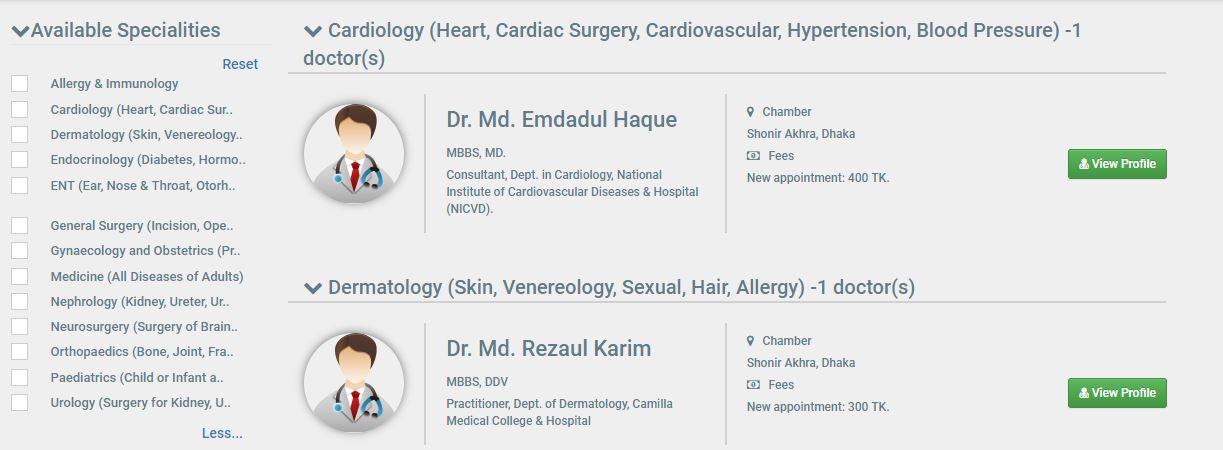 Available Specialities
Reset
Allergy & Immunology
Cardiology (Heart, Cardiac Sur..
Dermatology (Skin, Venereology..
Endocrinology (Diabetes, Hormo..
ENT (Ear, Nose & Throat, Otorh..
General Surgery (Incision, Ope..
Gynaecology and Obstetrics (Pr..
Medicine (All Diseases of Adults)
Nephrology (Kidney, Ureter, Ur..
Neurosurgery (Surgery of Brain..
Orthopaedics (Bone, Joint, Fra..
Paediatrics (Child or Infant a..
Urology (Surgery for Kidney, U..
Less...
Cardiology (Heart, Cardiac Surgery, Cardiovascular, Hypertension, Blood Pressure) -1
doctor(s)
Dr. Md. Emdadul Haque
MBBS, MD.
Consultant, Dept. in Cardiology, National
Institute of Cardiovascular Diseases & Hospital
(NICVD).
Chamber
Shonir Akhra, Dhaka
Fees
New appointment: 400 TK.
View Profile
Dermatology (Skin, Venereology, Sexual, Hair, Allergy) -1 doctor(s)
Dr. Md. Rezaul Karim
MBBS, DDV
Practitioner, Dept. of Dermatology, Camilla
Medical College & Hospital
Chamber
Shonir Akhra, Dhaka
Fees
New appointment: 300 TK.
View Profile